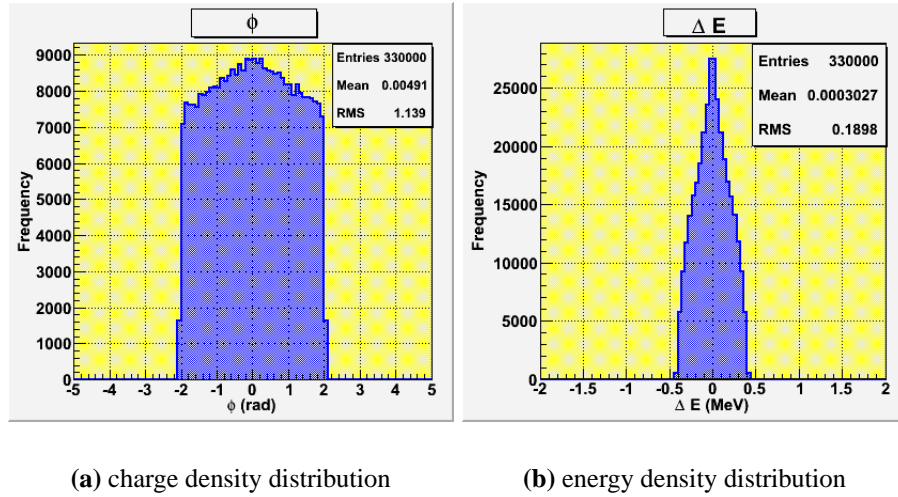 ϕ
Entries 330000
Mean 0.00491
RMS 1.139
Frequency
9000
8000
7000
6000
5000
4000
3000
2000
1000
0
-5 -4 -3 -2 -1 0 1 2 3 4 5
ϕ (rad)
Δ E
Entries 330000
Mean 0.0003027
RMS 0.1898
Frequency
25000
20000
15000
10000
5000
0
-2 -1.5 -1 -0.5 0 0.5 1 1.5 2
Δ E (MeV)
(a) charge density distribution
(b) energy density distribution